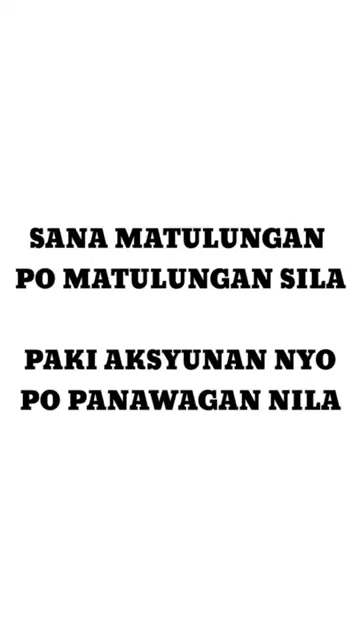 SANA MATULUNGAN
PO MATULUNGAN SILA
PAKI AKSYUNAN NYO
PO PANAWAGAN NILA